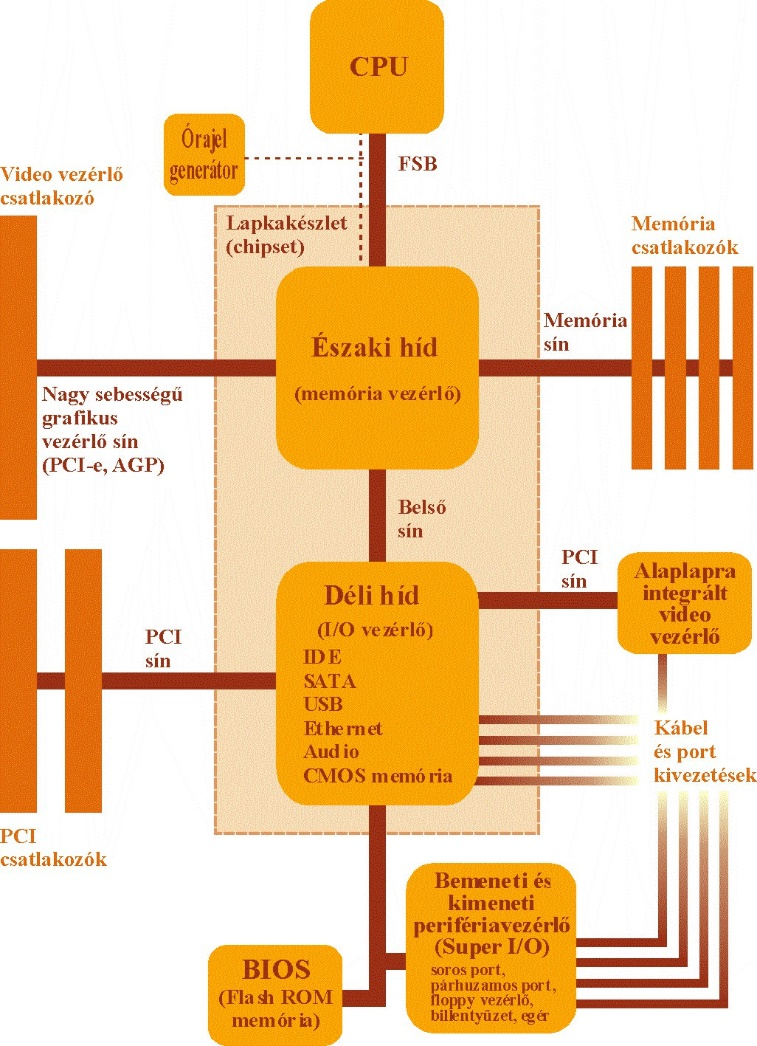 CPU
Órajel
generátor
FSB
Video vezérlő
csatlakozó
Lapkakészlet
(chipset)
Memória
csatlakozók
Északi híd
(memória vezérlő)
Memória
sín
Nagy sebességű
grafikus
vezérlő sín
(PCI-e, AGP)
Belső
sín
PCI
sín
Alaplapra
integrált
video
vezérlő
Déli híd
(I/O vezérlő)
IDE
SATA
USB
Ethernet
Audio
CMOS memória
PCI
sín
Kábel
és port
kivezetések
PCI
csatlakozók
Bemeneti és
kimeneti
perifériavezérlő
(Super I/O)
soros port,
párhuzamos port,
floppy vezérlő,
billentyűzet, egér
BIOS
(Flash ROM
memória)